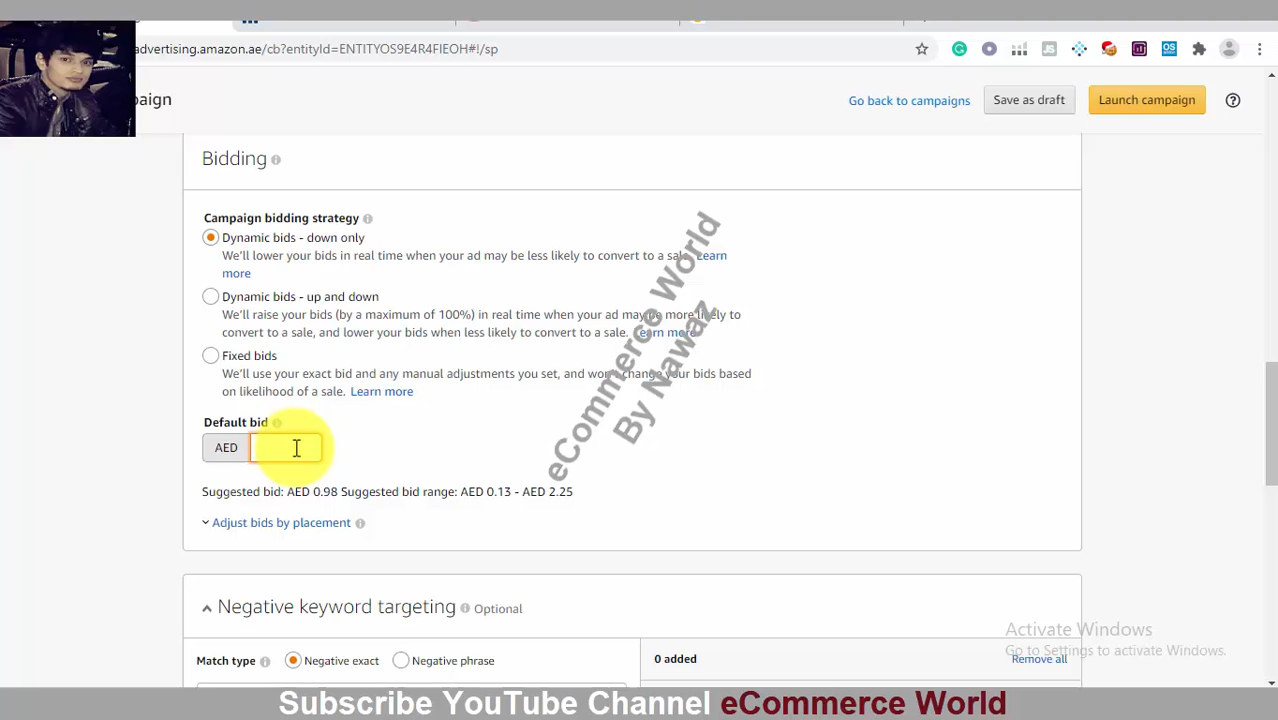 advertising.amazon.ae/cb?entityId=ENTITYOS9E4R4FIEOH#!/sp
paign
Go back to campaigns
Save as draft
Launch campaign
Bidding
Campaign bidding strategy
Dynamic bids - down only
We'll lower your bids in real time when your ad may be less likely to convert to a sale. Learn
more
Dynamic bids - up and down
We'll raise your bids (by a maximum of 100%) in real time when your ad may be more likely to
convert to a sale, and lower your bids when less likely to convert to a sale. Learn more
Fixed bids
We'll use your exact bid and any manual adjustments you set, and won't change your bids based
on likelihood of a sale. Learn more
Default bid
AED
Suggested bid: AED 0.98 Suggested bid range: AED 0.13 - AED 2.25
Adjust bids by placement
eCommerce World
By Nawaz
Negative keyword targeting Optional
Activate Windows
Go to Settings to activate Windows.
Match type Negative exact Negative phrase
0 added
Remove all
Subscribe YouTube Channel eCommerce World